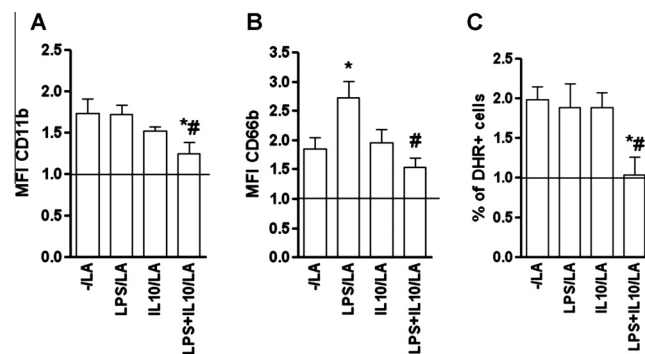 A
MFI CD11b
2.5
2.0
1.5
1.0
0.5
0.0
*#
-/LA
LPS/LA
IL10/LA
LPS+IL10/LA
B
MFI CD66b
3.5
3.0
2.5
2.0
1.5
1.0
0.5
0.0
*
#
-/LA
LPS/LA
IL10/LA
LPS+IL10/LA
C
% of DHR+ cells
2.5
2.0
1.5
1.0
0.5
0.0
*#
-/LA
LPS/LA
IL10/LA
LPS+IL10/LA